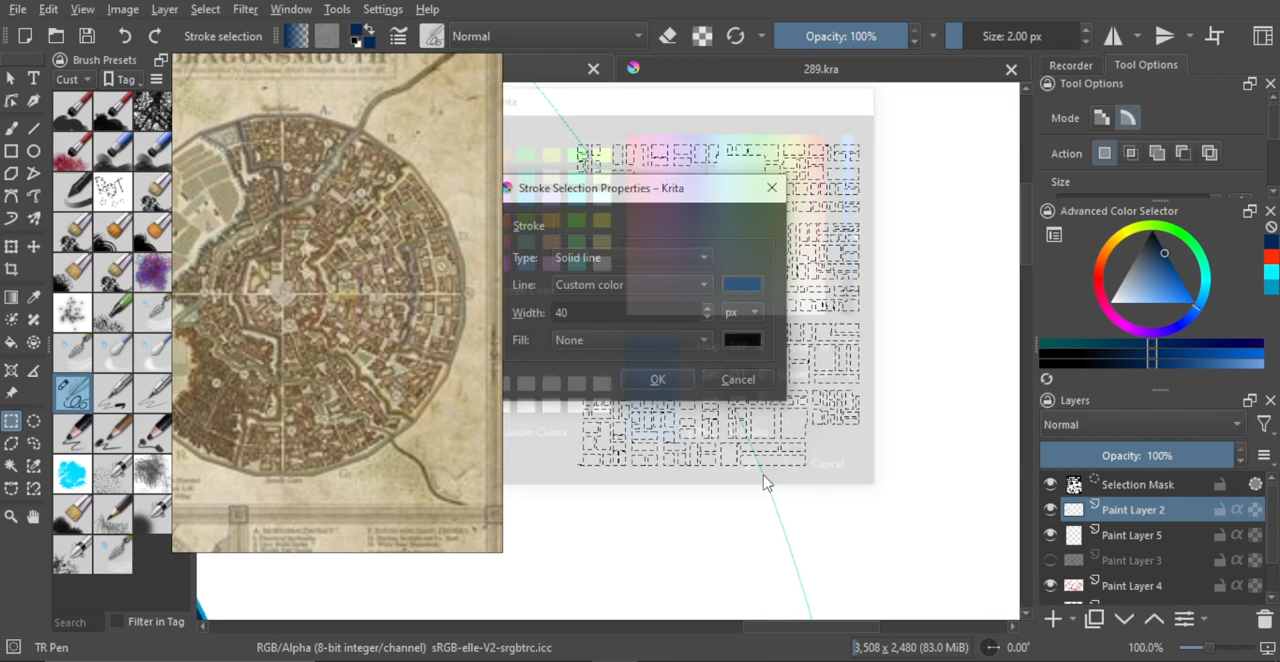 File Edit View Image Layer Select Filter Window Tools Settings Help
Stroke selection Normal Opacity: 100% Size: 2.00 px
Brush Presets
Cust Tag
DRAGONSMOUTH
289.kra
Recorder Tool Options
Tool Options
Mode
Action
Size
Stroke Selection Properties – Krita
Stroke
Type: Solid line
Line: Custom color
Width: 40 px
Fill: None
OK Cancel
Cancel
Advanced Color Selector
Layers
Normal
Opacity: 100%
Selection Mask
Paint Layer 2
Paint Layer 5
Paint Layer 3
Paint Layer 4
Search Filter in Tag
TR Pen RGB/Alpha (8-bit integer/channel) sRGB-elle-V2-srgbtrc.icc 3,508 x 2,480 (83.0 MiB) 0.00° 100.0%